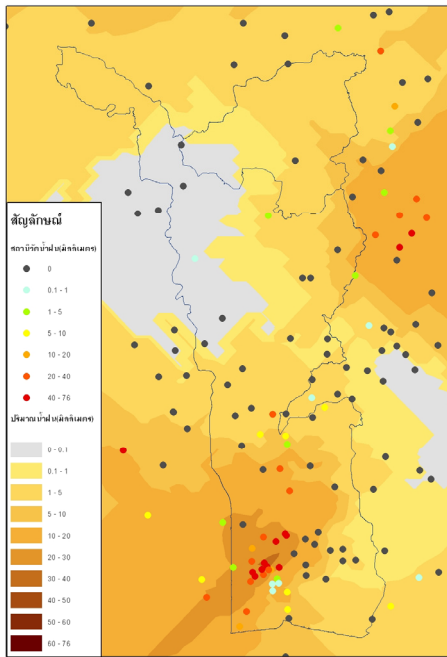 สัญลักษณ์
สถานีวัดน้ำฝน(มิลลิเมตร)
0
0.1 - 1
1 - 5
5 - 10
10 - 20
20 - 40
40 - 76
ปริมาณน้ำฝน(มิลลิเมตร)
0 - 0.1
0.1 - 1
1 - 5
5 - 10
10 - 20
20 - 30
30 - 40
40 - 50
50 - 60
60 - 76